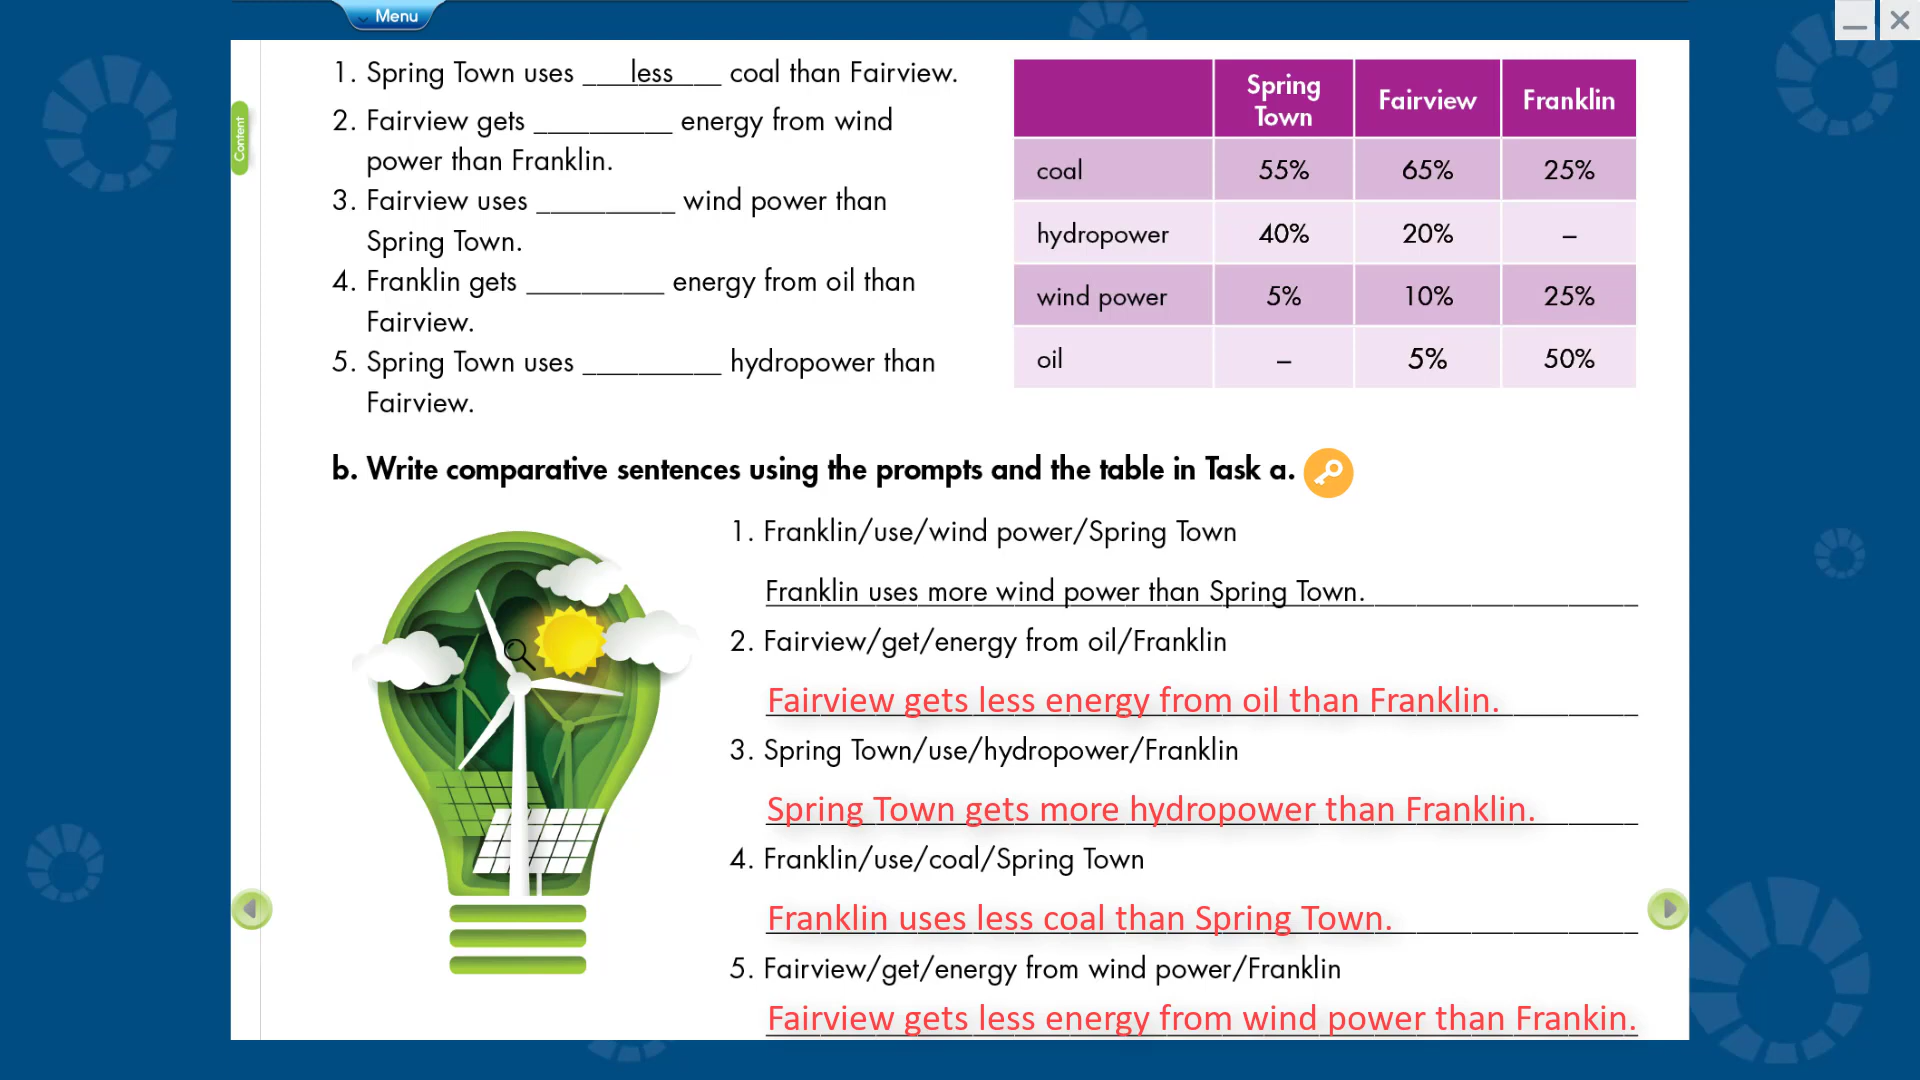 Menu
Content
1. Spring Town uses ___less___ coal than Fairview.
2. Fairview gets __________ energy from wind
power than Franklin.
3. Fairview uses __________ wind power than
Spring Town.
4. Franklin gets __________ energy from oil than
Fairview.
5. Spring Town uses __________ hydropower than
Fairview.
Spring Town Fairview Franklin
coal 55% 65% 25%
hydropower 40% 20% –
wind power 5% 10% 25%
oil – 5% 50%
b. Write comparative sentences using the prompts and the table in Task a.
1. Franklin/use/wind power/Spring Town
Franklin uses more wind power than Spring Town.
2. Fairview/get/energy from oil/Franklin
Fairview gets less energy from oil than Franklin.
3. Spring Town/use/hydropower/Franklin
Spring Town gets more hydropower than Franklin.
4. Franklin/use/coal/Spring Town
Franklin uses less coal than Spring Town.
5. Fairview/get/energy from wind power/Franklin
Fairview gets less energy from wind power than Frankin.